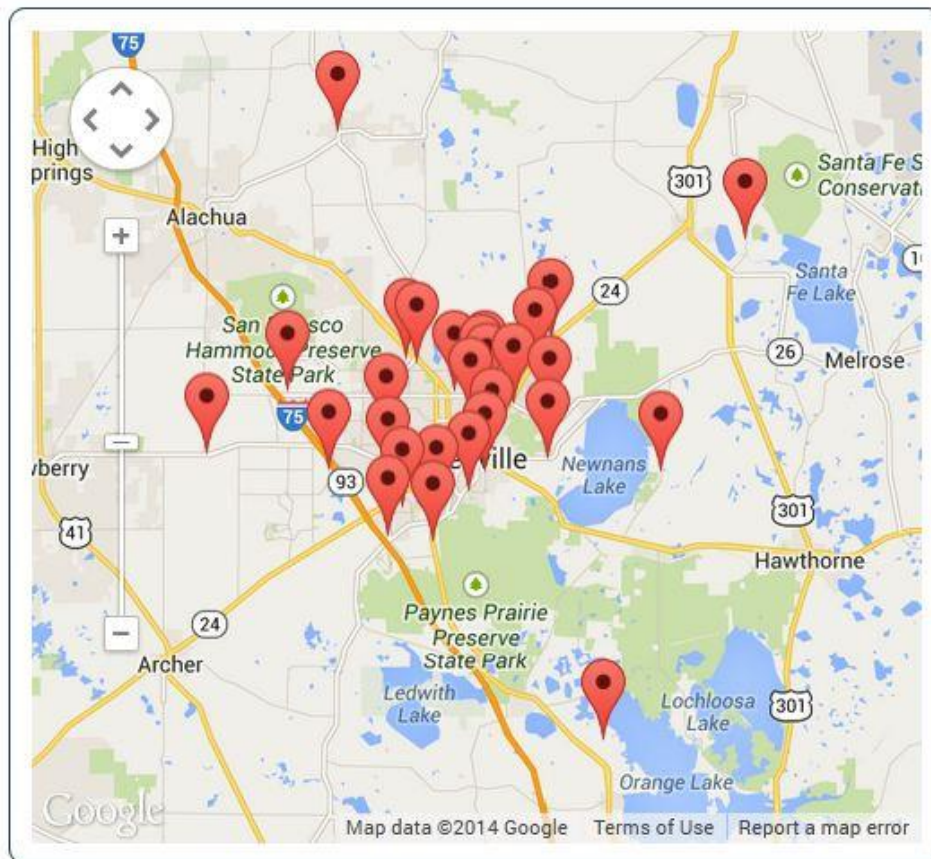 75
High
prings
Alachua
301
Santa Fe S
Conservat
24
Santa
Fe Lake
San
sco
Hammo
reserve
State Park
26
Melrose
75
wberry
ville
Newnans
Lake
93
41
301
Hawthorne
24
Paynes Prairie
Preserve
State Park
Archer
Ledwith
Lake
Lochloosa
Lake
301
Orange Lake
Google
Map data ©2014 Google Terms of Use Report a map error